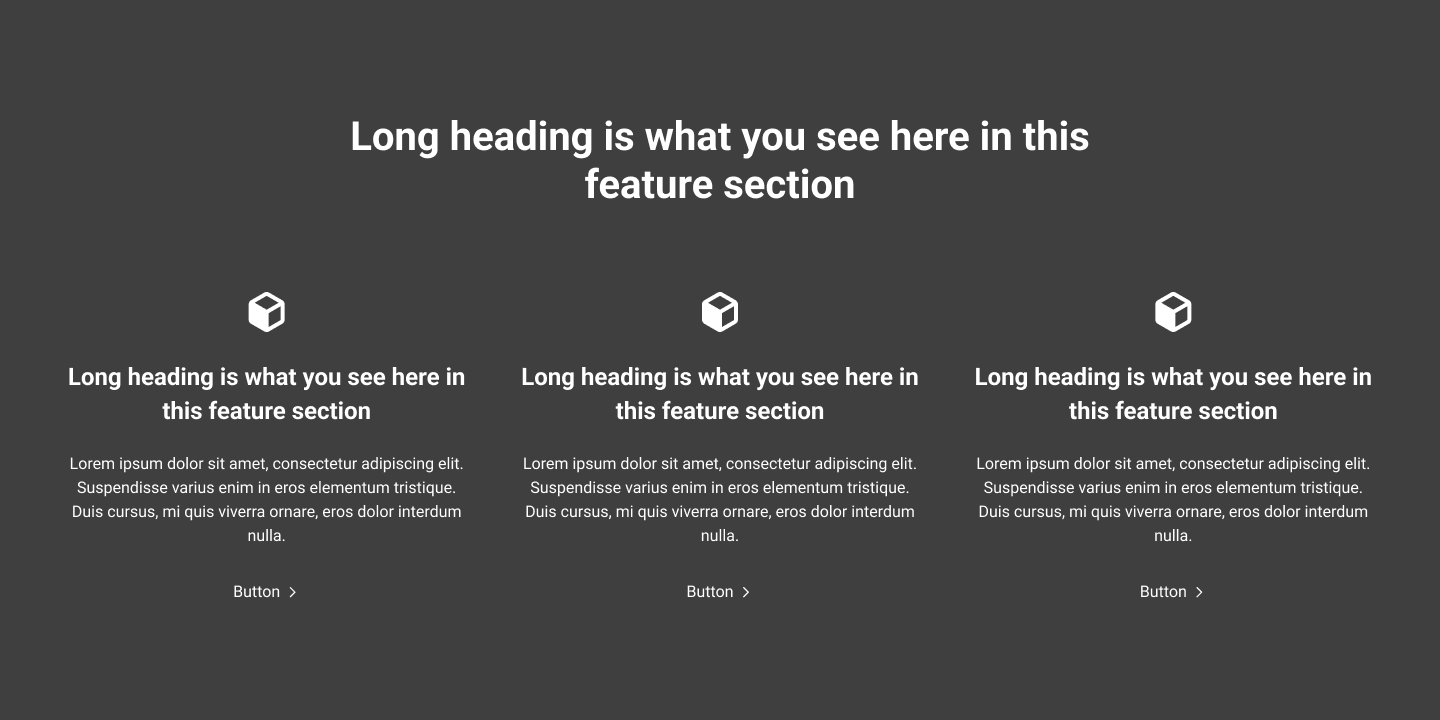 Long heading is what you see here in this
feature section
Long heading is what you see here in
this feature section
Lorem ipsum dolor sit amet, consectetur adipiscing elit.
Suspendisse varius enim in eros elementum tristique.
Duis cursus, mi quis viverra ornare, eros dolor interdum
nulla.
Button
Long heading is what you see here in
this feature section
Lorem ipsum dolor sit amet, consectetur adipiscing elit.
Suspendisse varius enim in eros elementum tristique.
Duis cursus, mi quis viverra ornare, eros dolor interdum
nulla.
Button
Long heading is what you see here in
this feature section
Lorem ipsum dolor sit amet, consectetur adipiscing elit.
Suspendisse varius enim in eros elementum tristique.
Duis cursus, mi quis viverra ornare, eros dolor interdum
nulla.
Button